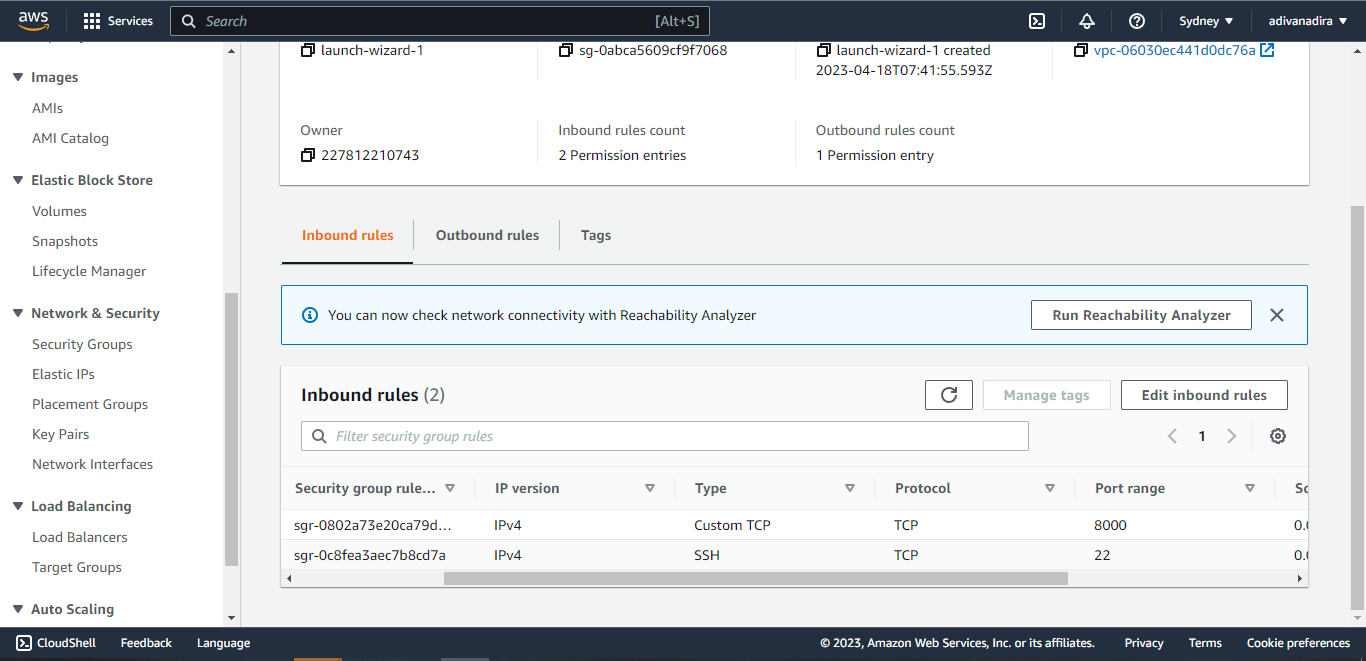 aws
Services
Search
[Alt+S]
Sydney
adivanadira
Images
AMIs
AMI Catalog
Elastic Block Store
Volumes
Snapshots
Lifecycle Manager
Network & Security
Security Groups
Elastic IPs
Placement Groups
Key Pairs
Network Interfaces
Load Balancing
Load Balancers
Target Groups
Auto Scaling
launch-wizard-1
sg-0abca5609cf9f7068
launch-wizard-1 created
2023-04-18T07:41:55.593Z
vpc-06030ec441d0dc76a
Owner
227812210743
Inbound rules count
2 Permission entries
Outbound rules count
1 Permission entry
Inbound rules
Outbound rules
Tags
You can now check network connectivity with Reachability Analyzer
Run Reachability Analyzer
Inbound rules (2)
Manage tags
Edit inbound rules
Filter security group rules
1
Security group rule... IP version Type Protocol Port range
sgr-0802a73e20ca79d... IPv4 Custom TCP TCP 8000
sgr-0c8fea3aec7b8cd7a IPv4 SSH TCP 22
CloudShell
Feedback
Language
© 2023, Amazon Web Services, Inc. or its affiliates.
Privacy
Terms
Cookie preferences